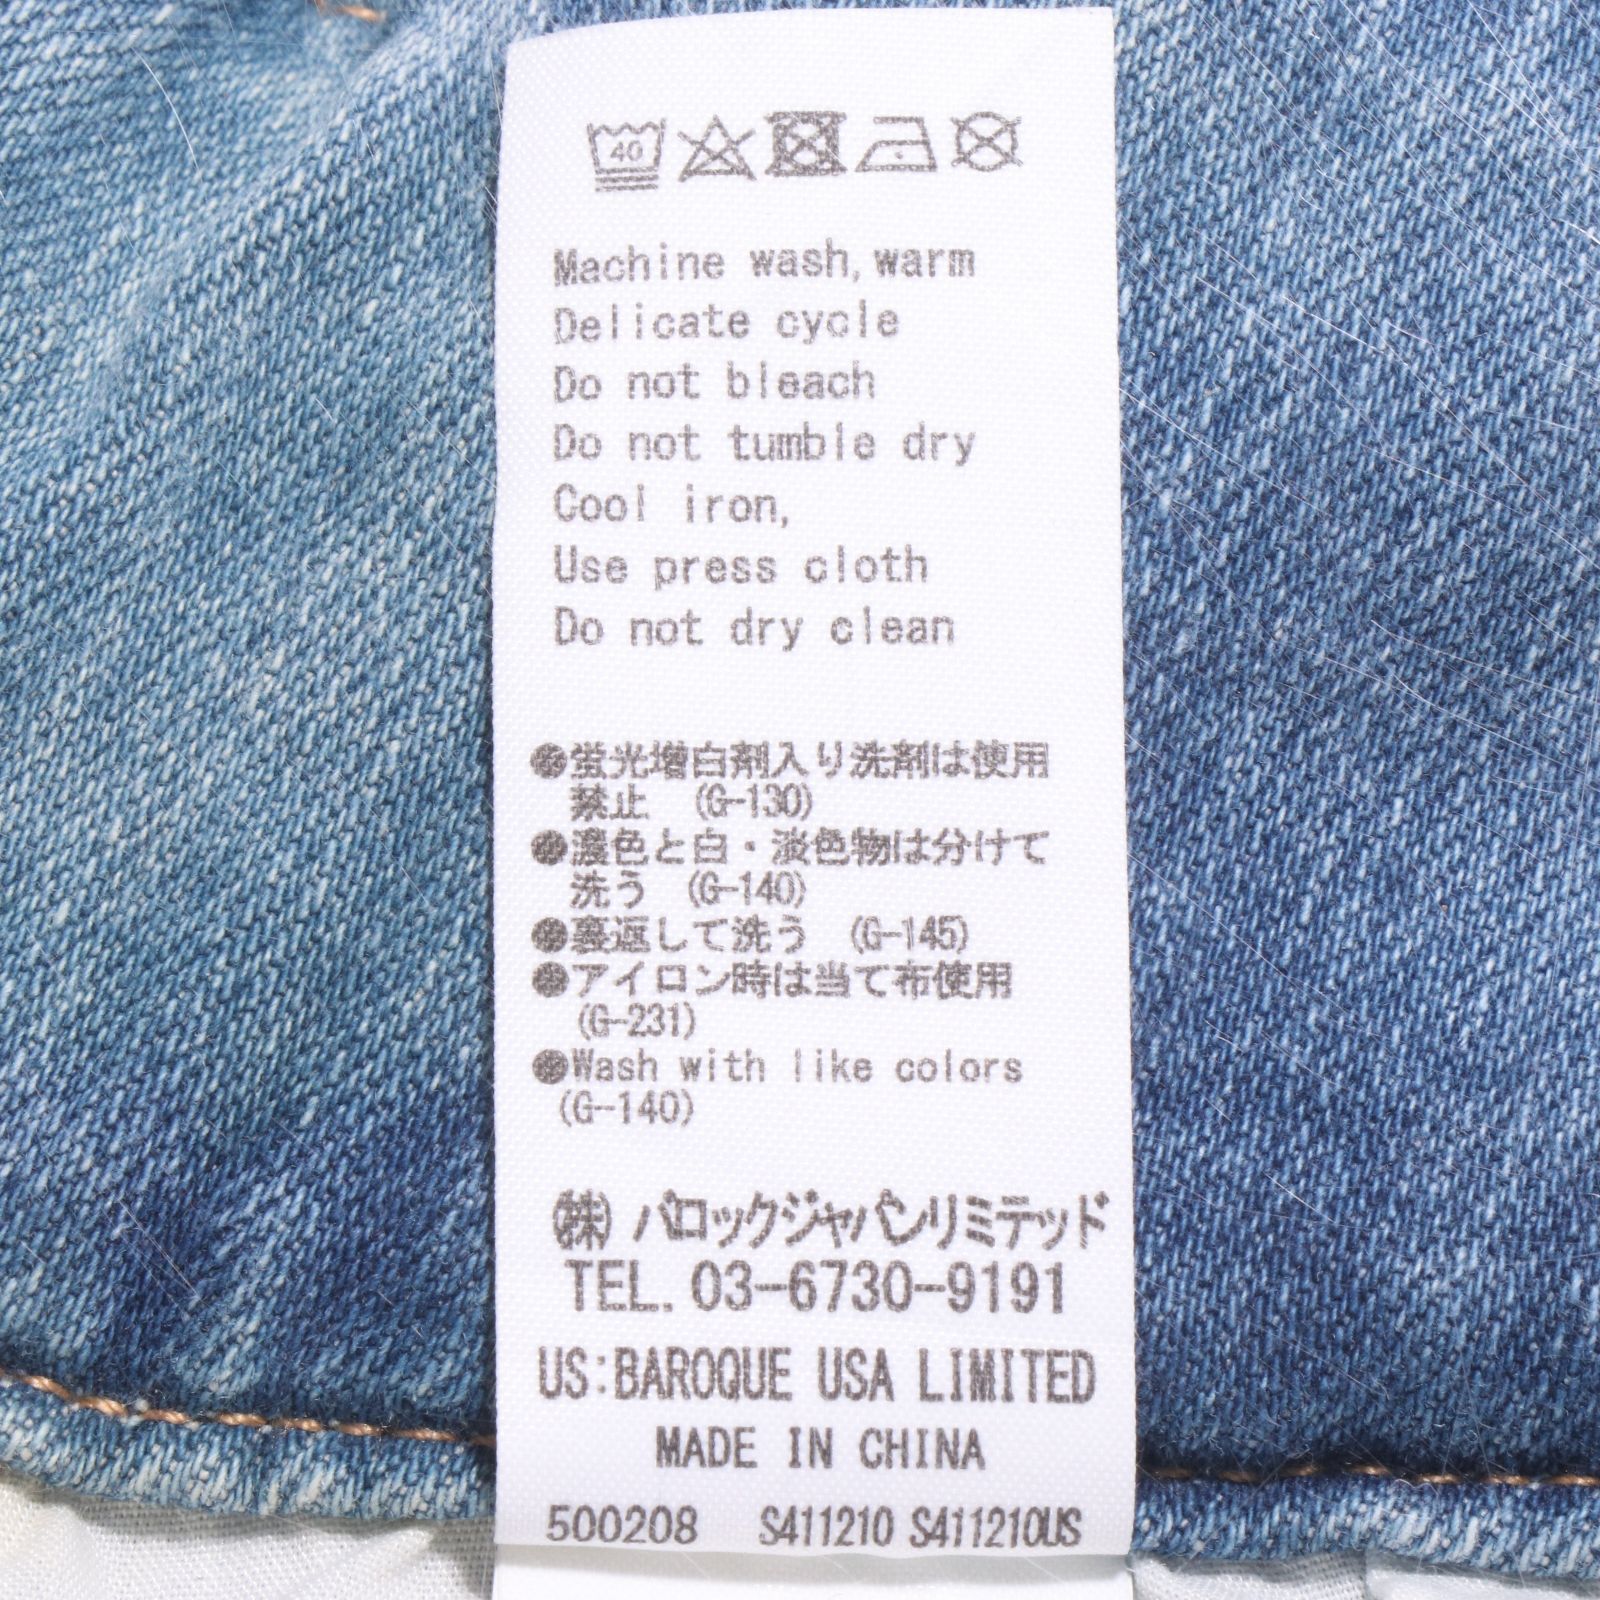 40
Machine wash, warm
Delicate cycle
Do not bleach
Do not tumble dry
Cool iron,
Use press cloth
Do not dry clean
●蛍光増白剤入り洗剤は使用
禁止 (G-130)
●濃色と白・淡色物は分けて
洗う (G-140)
●裏返して洗う (G-145)
●アイロン時は当て布使用
(G-231)
●Wash with like colors
(G-140)
(株) バロックジャパンリミテッド
TEL. 03-6730-9191
US:BAROQUE USA LIMITED
MADE IN CHINA
500208 S411210 S411210US